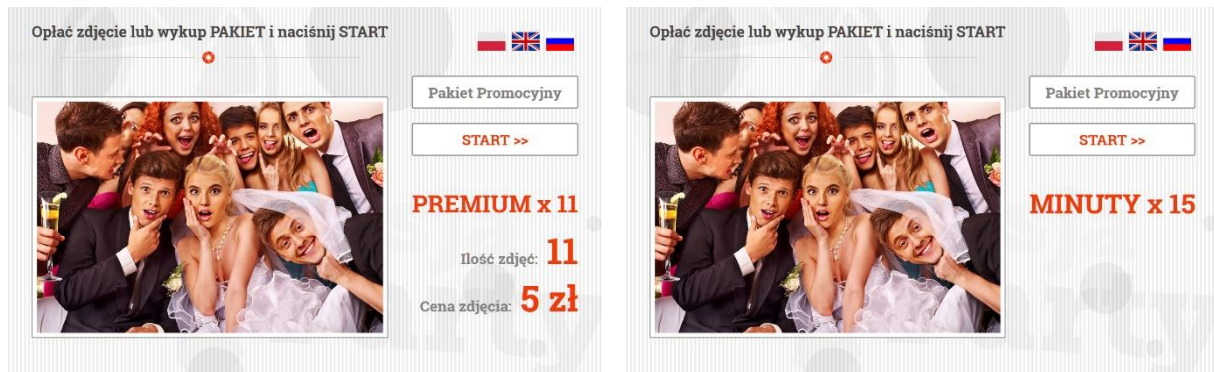 Opłać zdjęcie lub wykup PAKIET i naciśnij START
Pakiet Promocyjny
START >>
PREMIUM x 11
Ilość zdjęć: 11
Cena zdjęcia: 5 zł
Opłać zdjęcie lub wykup PAKIET i naciśnij START
Pakiet Promocyjny
START >>
MINUTY x 15